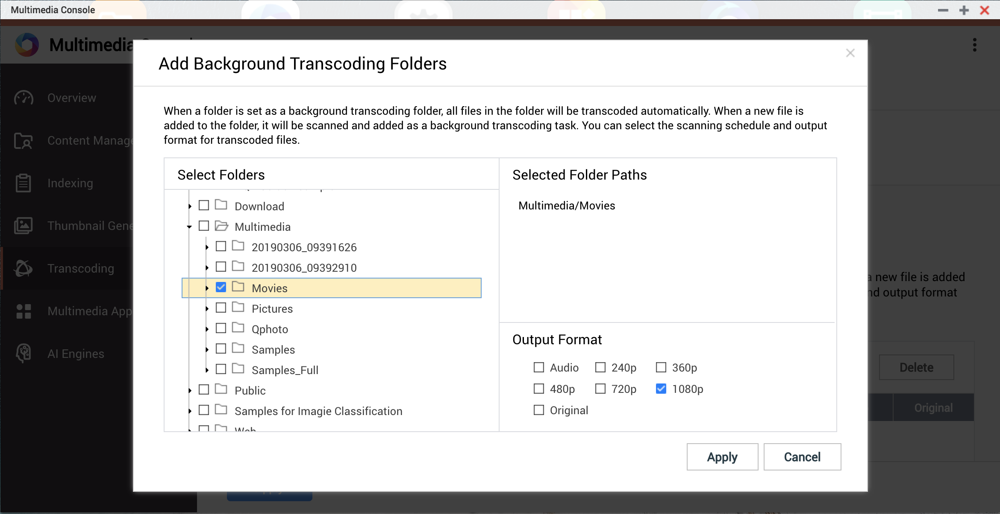 Multimedia Console
Multimedia
Add Background Transcoding Folders
When a folder is set as a background transcoding folder, all files in the folder will be transcoded automatically. When a new file is
added to the folder, it will be scanned and added as a background transcoding task. You can select the scanning schedule and output
format for transcoded files.
Overview
Content Manage
Indexing
Thumbnail Gene
Transcoding
Multimedia App
AI Engines
Select Folders
Download
Multimedia
20190306_09391626
20190306_09392910
Movies
Pictures
Qphoto
Samples
Samples_Full
Public
Samples for Imagie Classification
Web
Selected Folder Paths
Multimedia/Movies
Output Format
Audio 240p 360p
480p 720p 1080p
Original
Apply Cancel
a new file is added
nd output format
Delete
Original